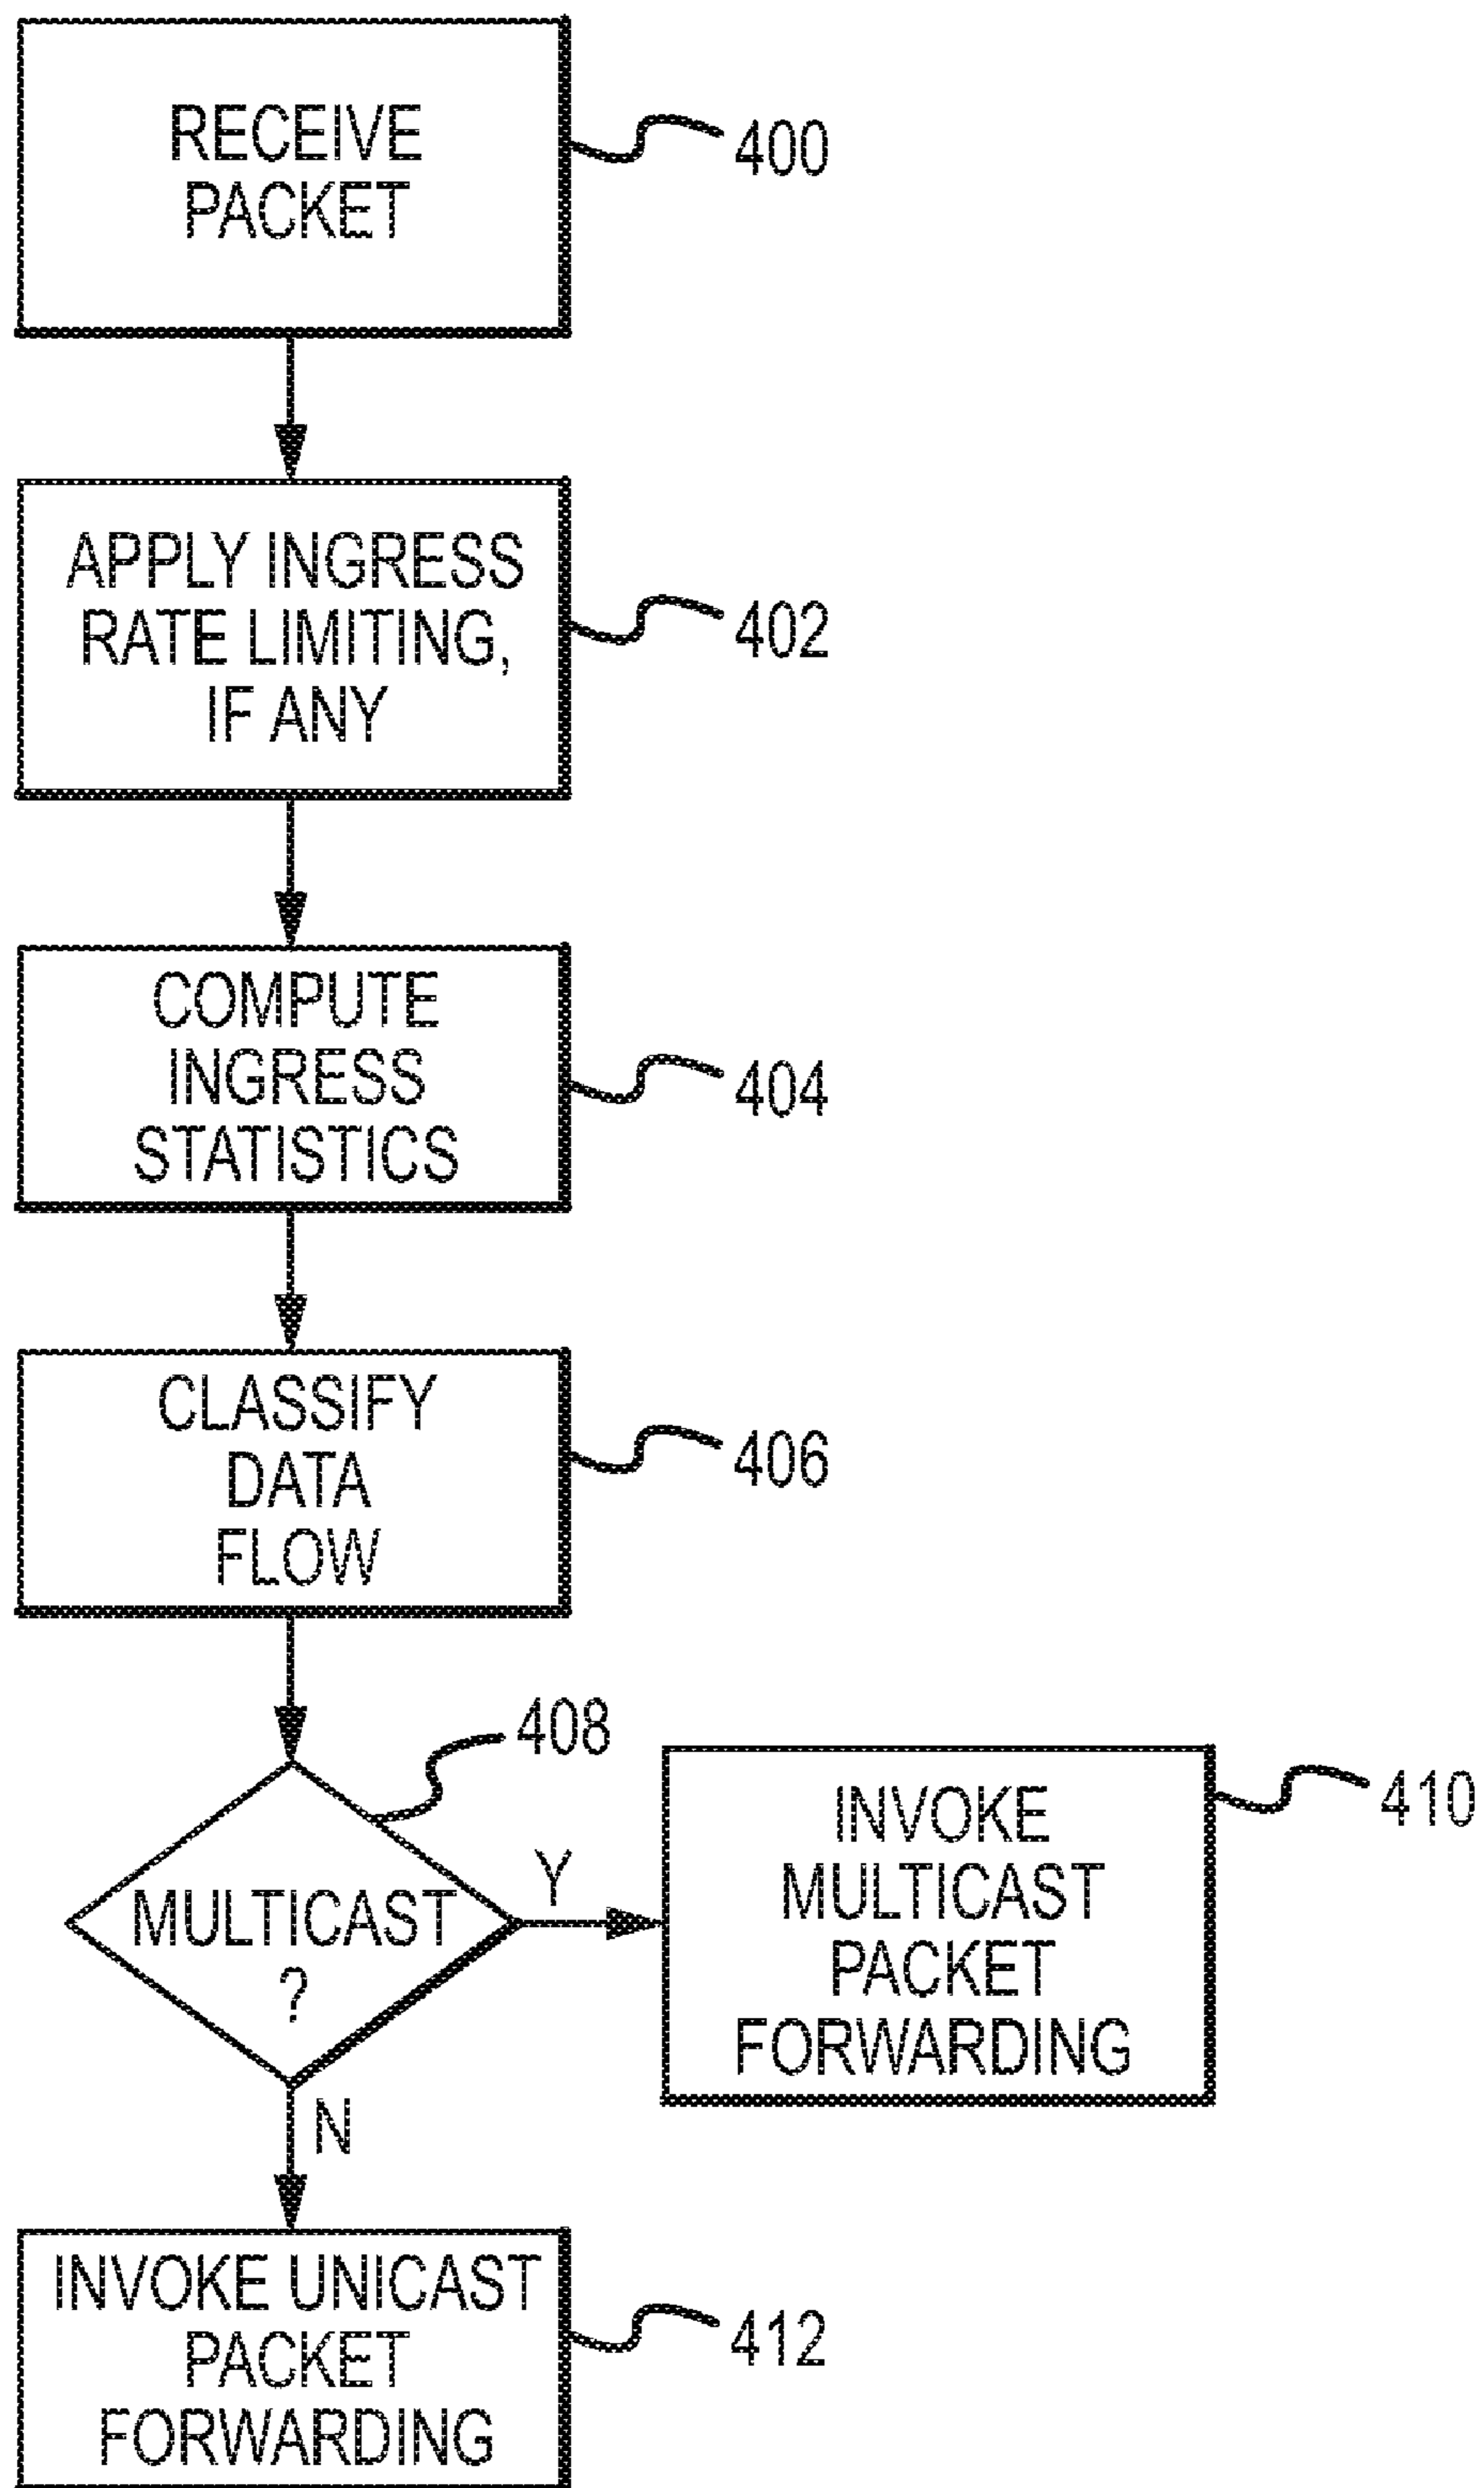 RECEIVE
PACKET
400
APPLY INGRESS
RATE LIMITING,
IF ANY
402
COMPUTE
INGRESS
STATISTICS
404
CLASSIFY
DATA
FLOW
406
408
MULTICAST
?
Y
INVOKE
MULTICAST
PACKET
FORWARDING
410
N
INVOKE UNICAST
PACKET
FORWARDING
412